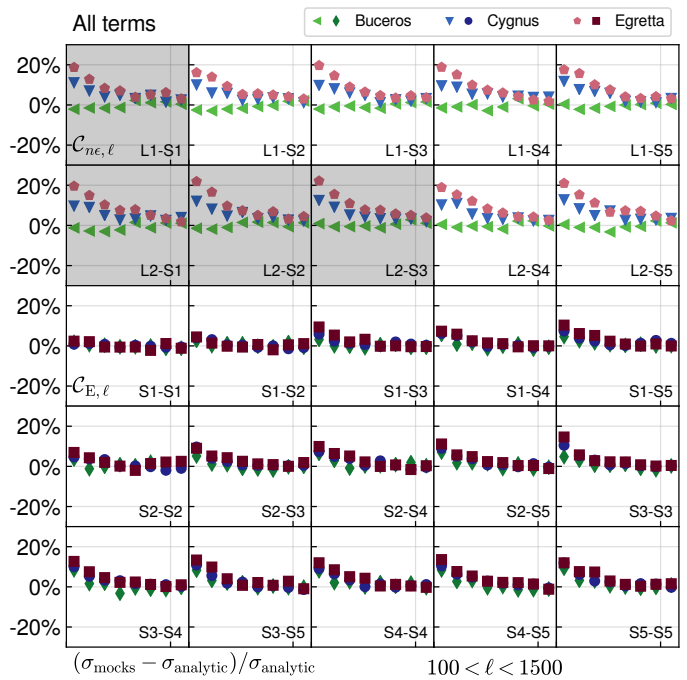 All terms
Buceros Cygnus Egretta
20%
0%
-20%
𝒞nϵ,ℓ
L1-S1 L1-S2 L1-S3 L1-S4 L1-S5
20%
0%
-20%
L2-S1 L2-S2 L2-S3 L2-S4 L2-S5
20%
0%
-20%
𝒞E,ℓ
S1-S1 S1-S2 S1-S3 S1-S4 S1-S5
20%
0%
-20%
S2-S2 S2-S3 S2-S4 S2-S5 S3-S3
20%
0%
-20%
S3-S4 S3-S5 S4-S4 S4-S5 S5-S5
(σmocks − σanalytic)/σanalytic 100 < ℓ < 1500